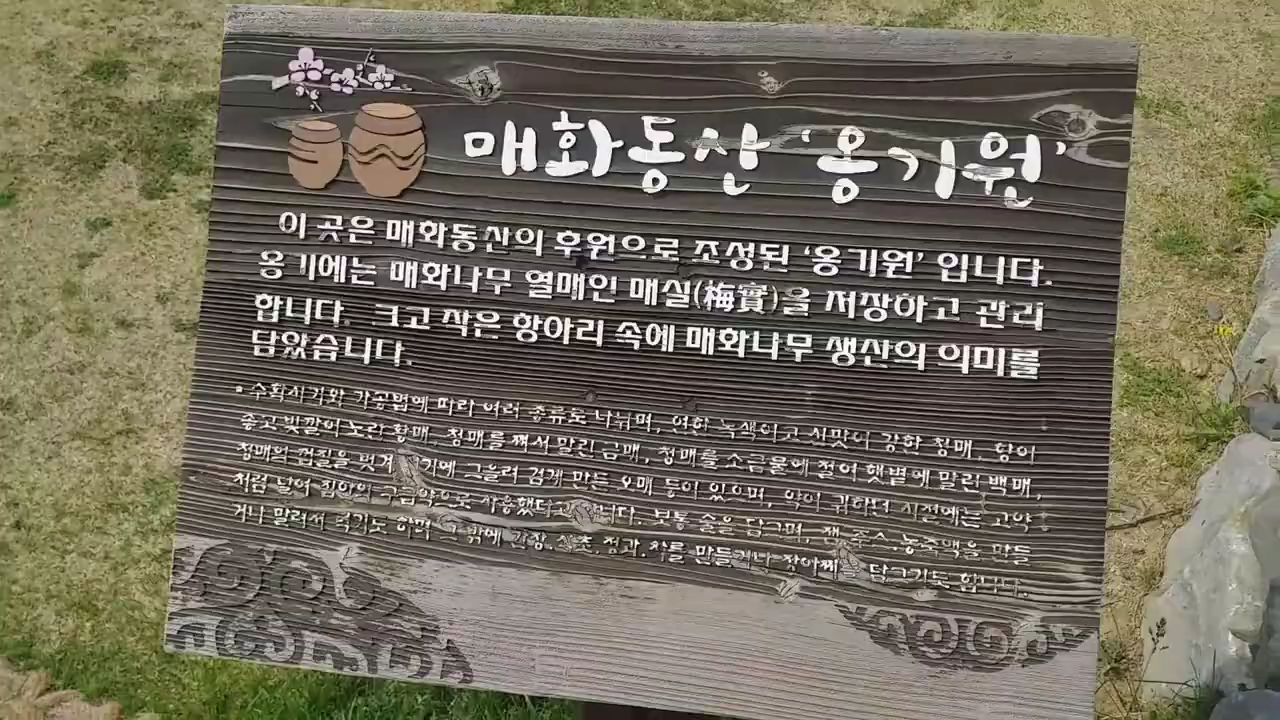 매화동산 '옹기원'
이 곳은 매화동산의 후원으로 조성된 '옹기원' 입니다.
옹기에는 매화나무 열매인 매실(梅實)을 저장하고 관리
합니다. 크고 작은 항아리 속에 매화나무 생산의 의미를
담았습니다.
• 수확시기와 가공법에 따라 여러 종류로 나뉘며, 연한 녹색이고 신맛이 강한 청매, 향이
좋고 빛깔이 노란 황매, 청매를 쪄서 말린 금매, 청매를 소금물에 절여 햇볕에 말린 백매,
청매의 껍질을 벗겨 그을려 검게 만든 오매 등이 있으며, 약이 귀하던 시절에는 고약
처럼 달여 집안의 구급약으로 사용했다고 보통 술을 담그며, 잼, 주스, 농축액을 만들
거나 말려서 먹기도 하며 그 밖에 간장, 식초, 정과, 차를 만들거나 장아찌를 담그기도 합니다.